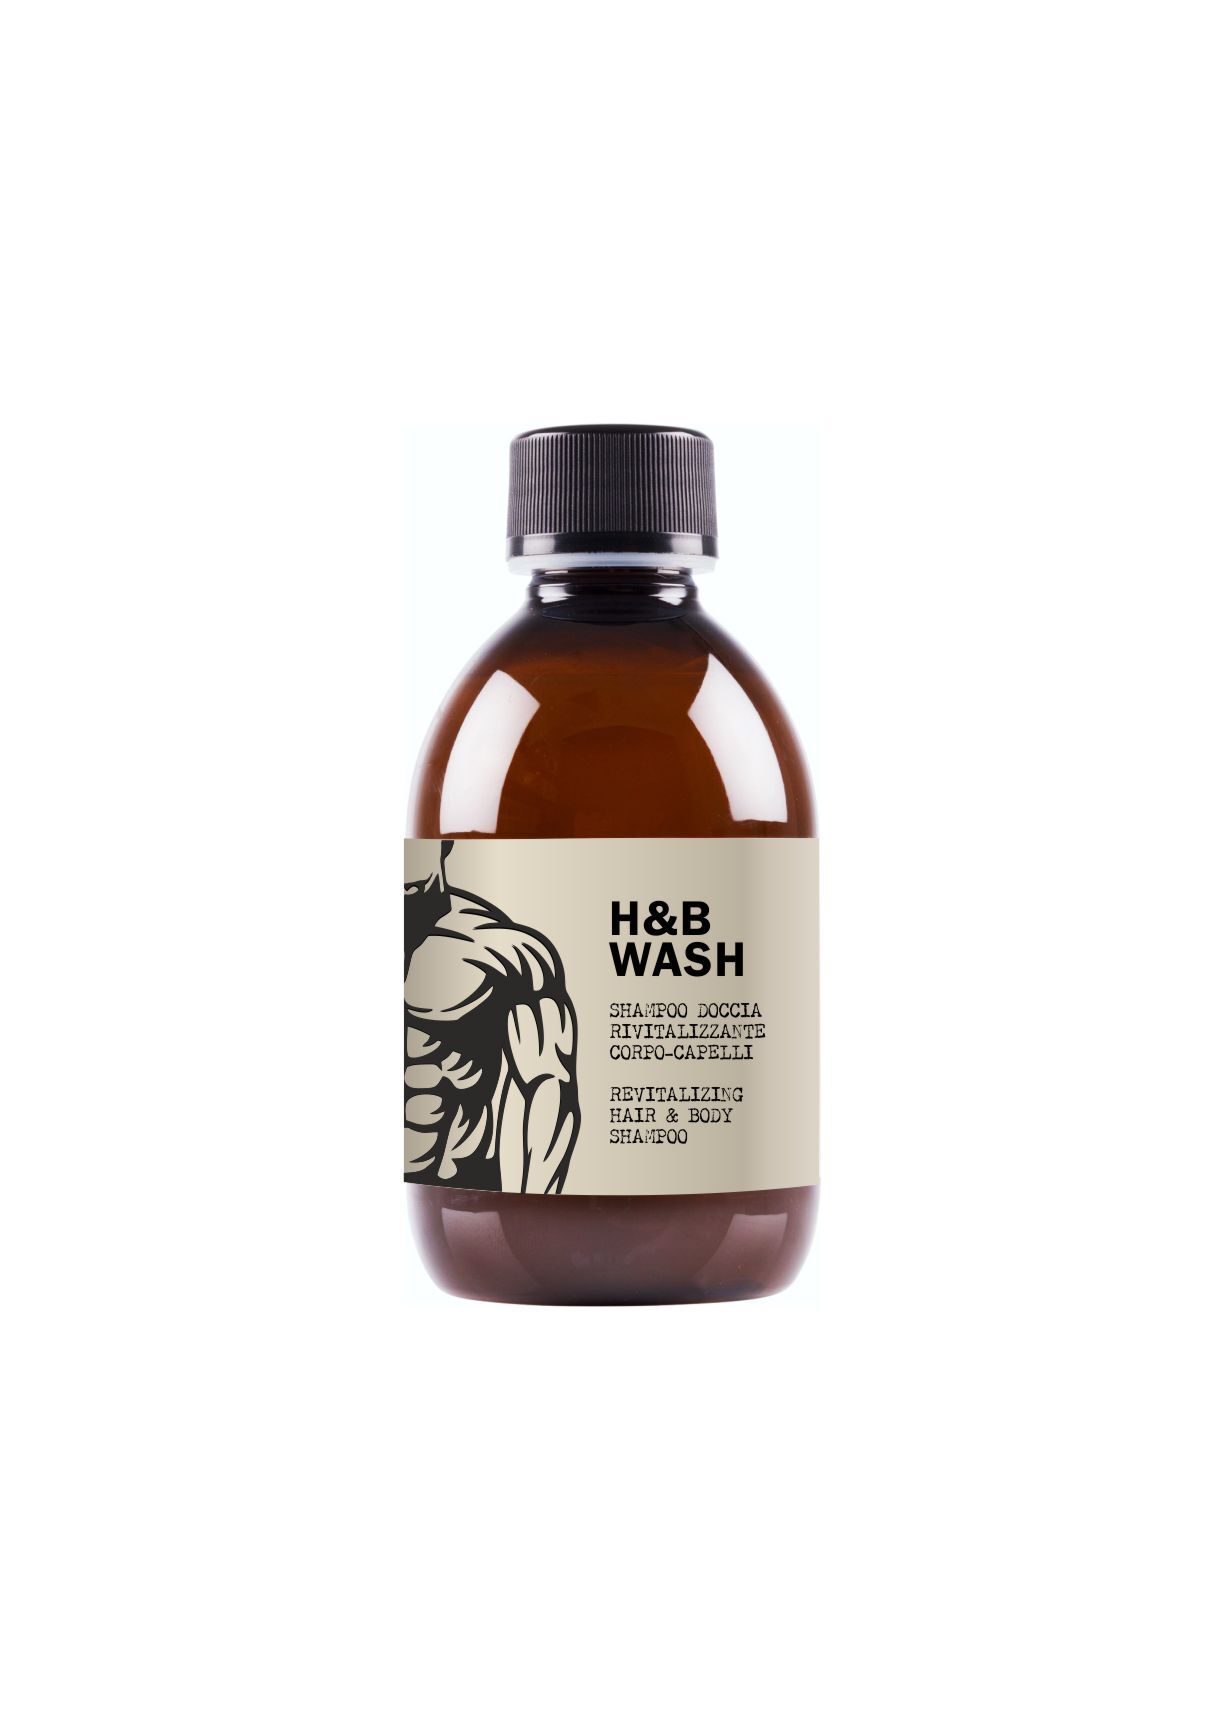 H&B
WASH
SHAMPOO DOCCIA
RIVITALIZZANTE
CORPO-CAPELLI
REVITALIZING
HAIR & BODY
SHAMPOO